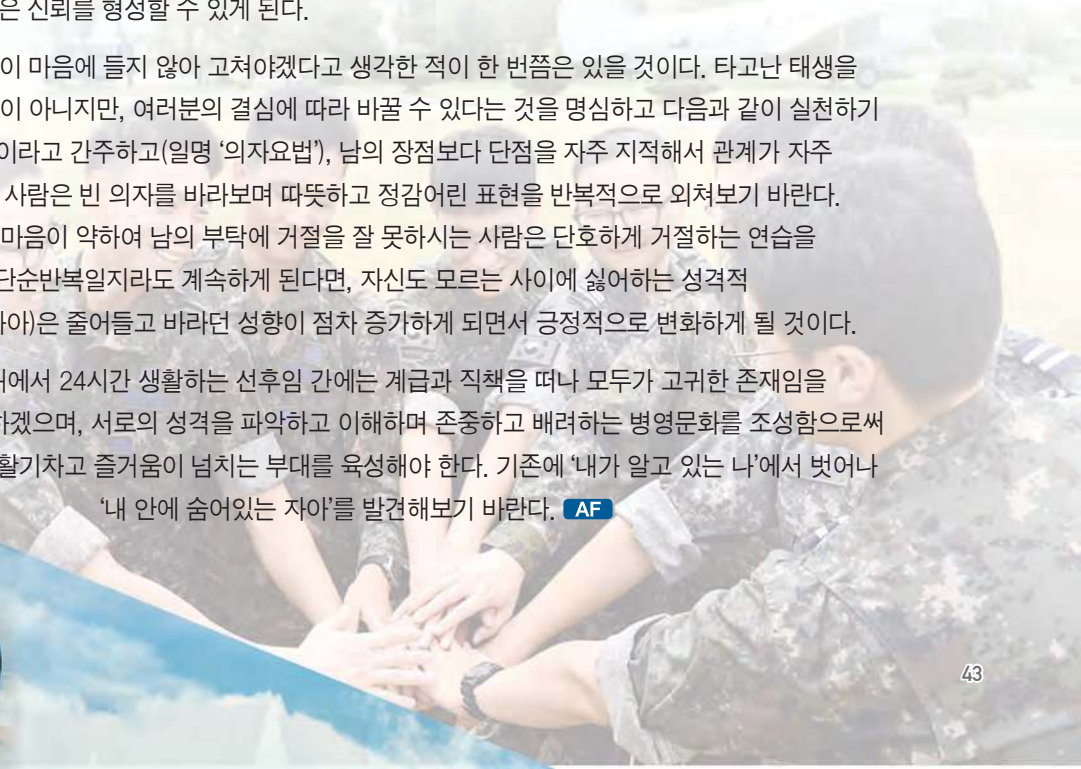 은 신뢰를 형성할 수 있게 된다.
이 마음에 들지 않아 고쳐야겠다고 생각한 적이 한 번쯤은 있을 것이다. 타고난 태생을
이 아니지만, 여러분의 결심에 따라 바꿀 수 있다는 것을 명심하고 다음과 같이 실천하기
이라고 간주하고(일명 ‘의자요법’), 남의 장점보다 단점을 자주 지적해서 관계가 자주
사람은 빈 의자를 바라보며 따뜻하고 정감어린 표현을 반복적으로 외쳐보기 바란다.
마음이 약하여 남의 부탁에 거절을 잘 못하시는 사람은 단호하게 거절하는 연습을
단순반복일지라도 계속하게 된다면, 자신도 모르는 사이에 싫어하는 성격적
아)은 줄어들고 바라던 성향이 점차 증가하게 되면서 긍정적으로 변화하게 될 것이다.
에서 24시간 생활하는 선후임 간에는 계급과 직책을 떠나 모두가 고귀한 존재임을
하겠으며, 서로의 성격을 파악하고 이해하며 존중하고 배려하는 병영문화를 조성함으로써
활기차고 즐거움이 넘치는 부대를 육성해야 한다. 기존에 ‘내가 알고 있는 나’에서 벗어나
‘내 안에 숨어있는 자아’를 발견해보기 바란다. AF
43